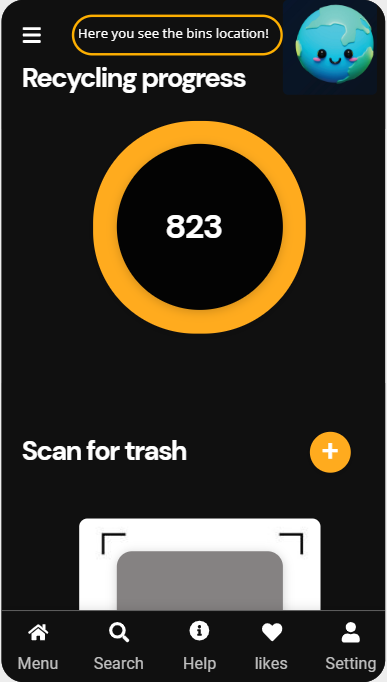 Here you see the bins location!
Recycling progress
823
Scan for trash
Menu
Search
Help
likes
Setting